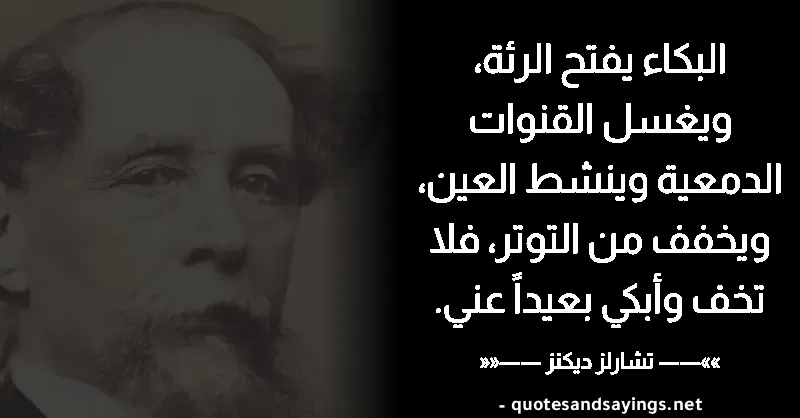 البكاء يفتح الرئة،
ويغسل القنوات
الدمعية وينشط العين،
ويخفف من التوتر، فلا
تخف وأبكي بعيداً عني.
««—— تشارلز ديكنز ——»»
- quotesandsayings.net